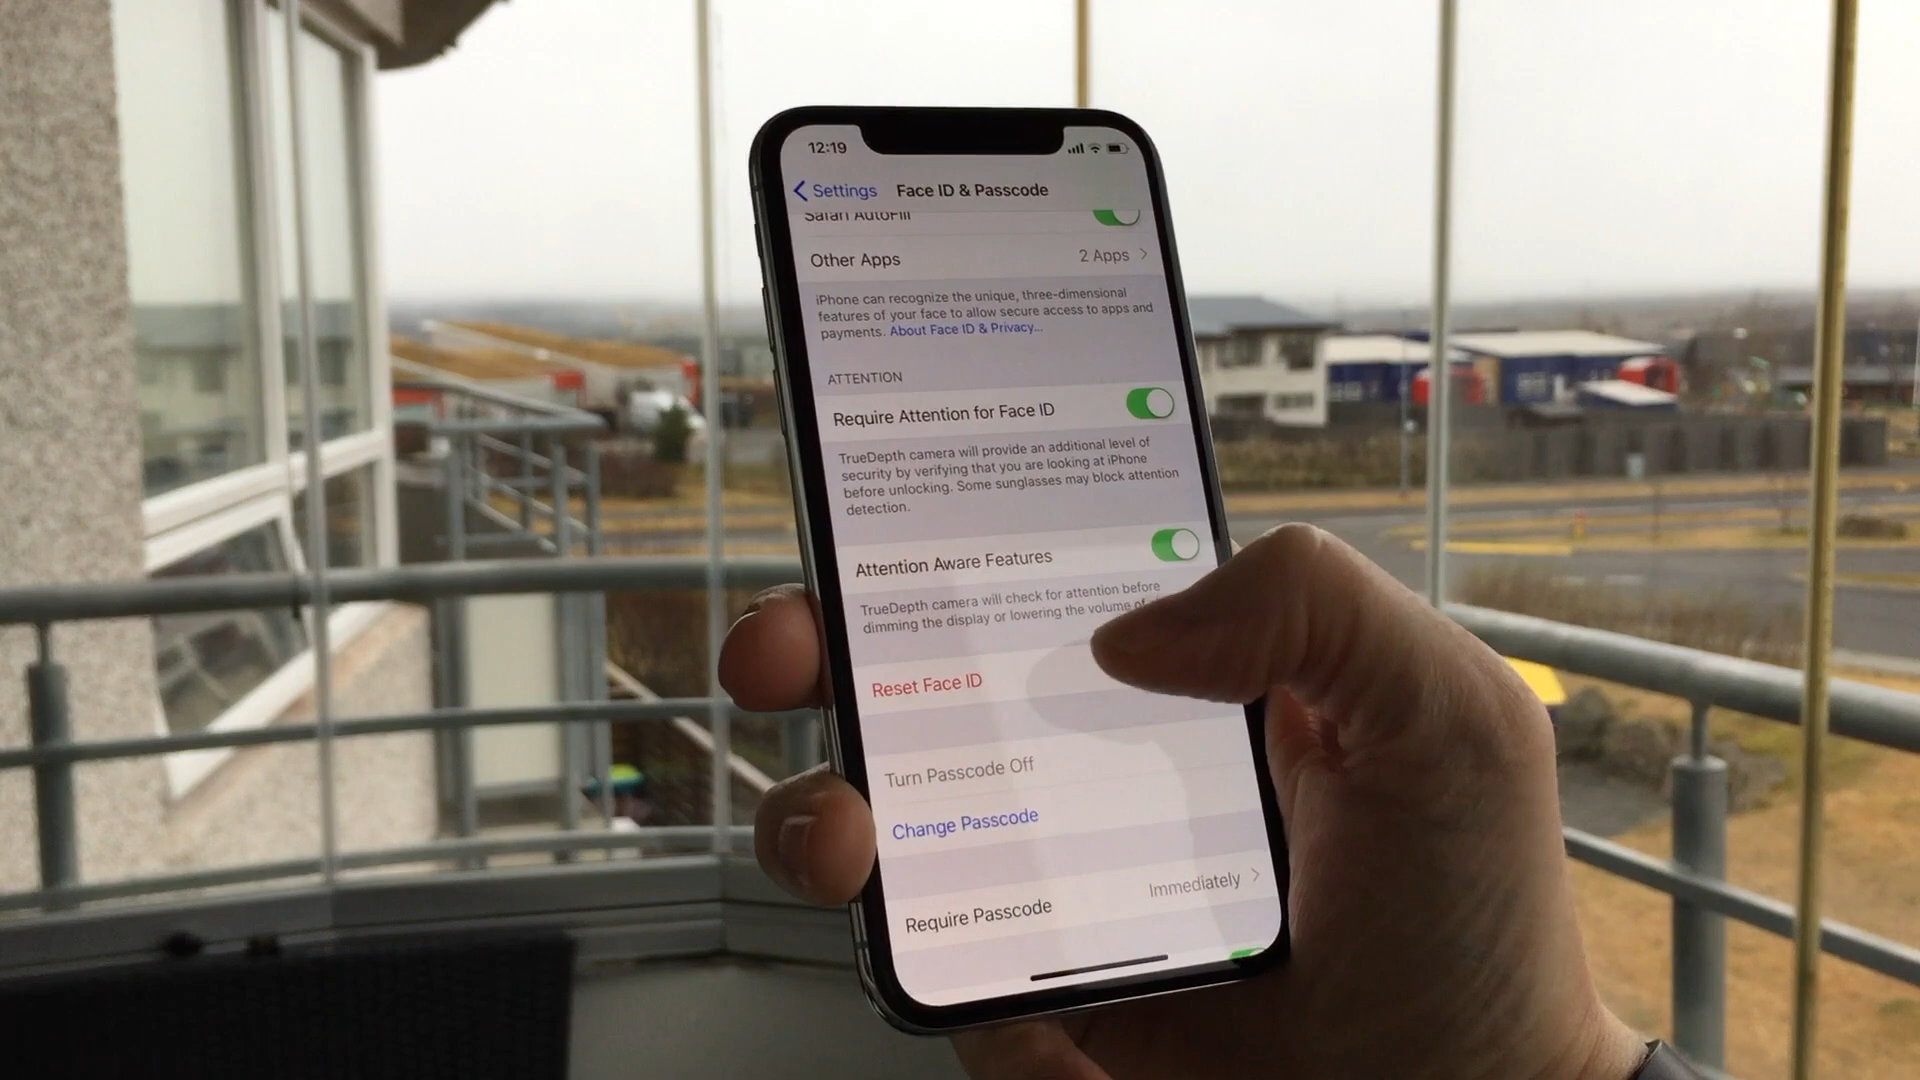 12:19
Settings Face ID & Passcode
Safari AutoFill
Other Apps 2 Apps
iPhone can recognize the unique, three-dimensional
features of your face to allow secure access to apps and
payments. About Face ID & Privacy...
ATTENTION
Require Attention for Face ID
TrueDepth camera will provide an additional level of
security by verifying that you are looking at iPhone
before unlocking. Some sunglasses may block attention
detection.
Attention Aware Features
TrueDepth camera will check for attention before
dimming the display or lowering the volume of
Reset Face ID
Turn Passcode Off
Change Passcode
Require Passcode Immediately